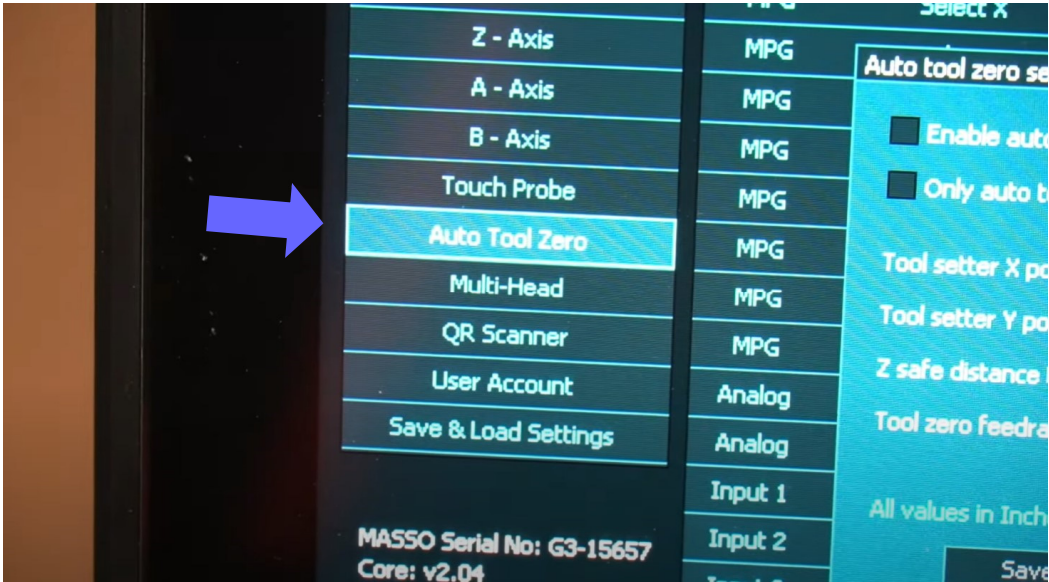 Z - Axis
A - Axis
B - Axis
Touch Probe
Auto Tool Zero
Multi-Head
QR Scanner
User Account
Save & Load Settings
MASSO Serial No: G3-15657
Core: v2.04
MPG
Select X
MPG
MPG
MPG
MPG
MPG
MPG
MPG
Analog
Analog
Input 1
Input 2
Auto tool zero se
Enable auto
Only auto t
Tool setter X po
Tool setter Y po
Z safe distance
Tool zero feedra
All values in Inch
Save